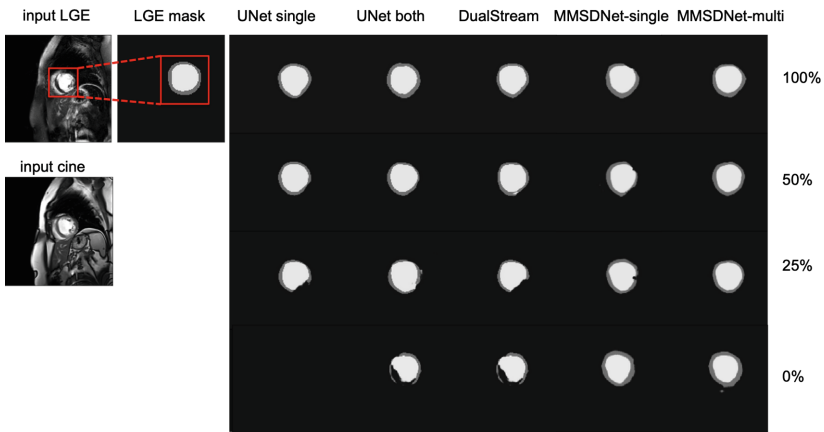 input LGE
LGE mask
UNet single
UNet both
DualStream
MMSDNet-single
MMSDNet-multi
100%
input cine
50%
25%
0%